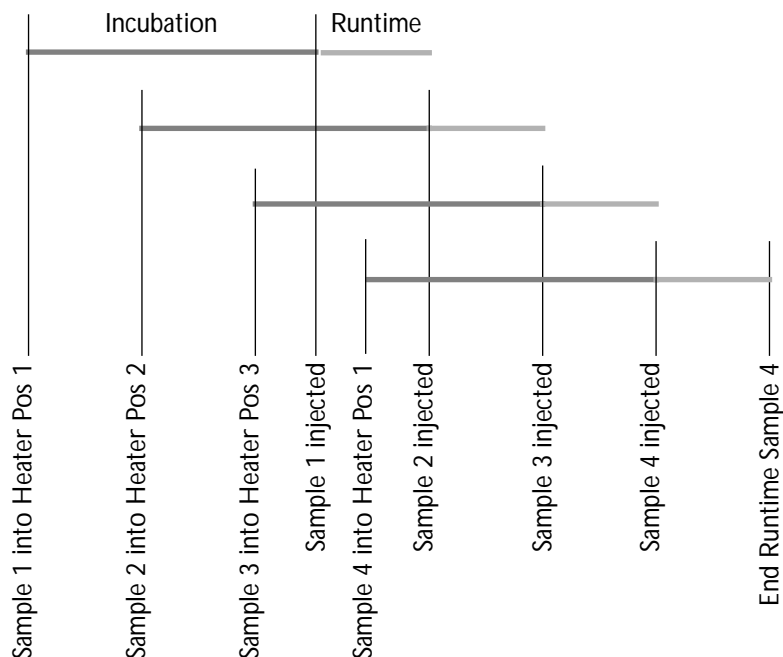 Incubation
Runtime
Sample 1 into Heater Pos 1
Sample 2 into Heater Pos 2
Sample 3 into Heater Pos 3
Sample 1 injected
Sample 4 into Heater Pos 1
Sample 2 injected
Sample 3 injected
Sample 4 injected
End Runtime Sample 4